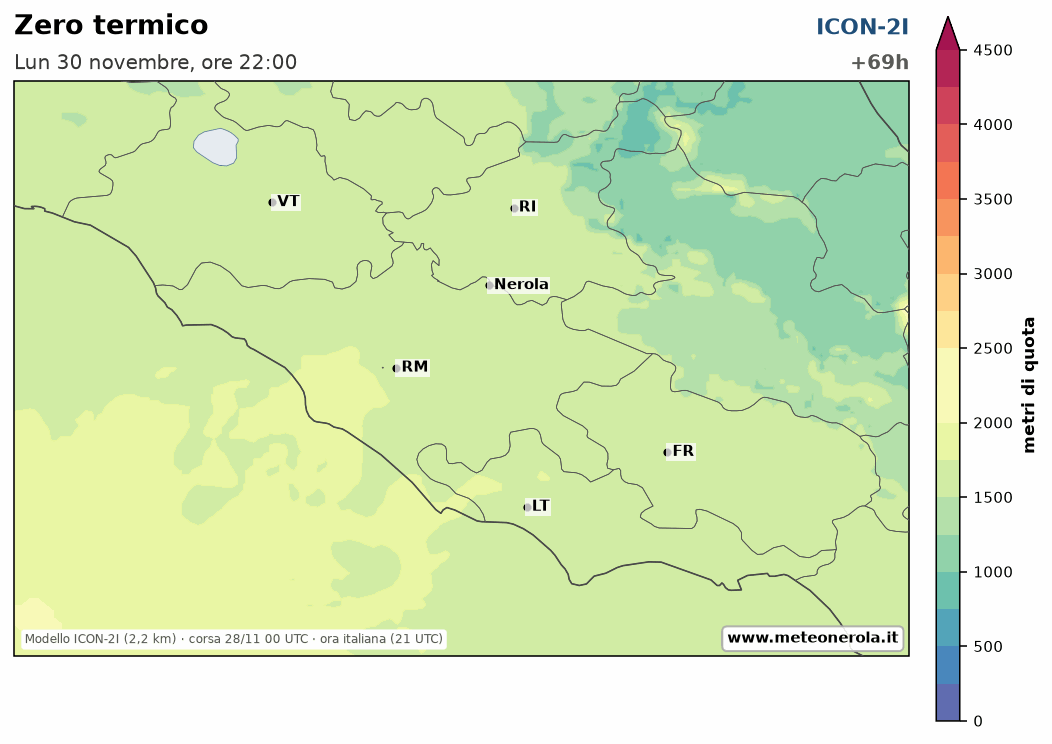 Zero termico
ICON-2I
Lun 30 novembre, ore 22:00
+69h
VT
RI
Nerola
RM
FR
LT
Modello ICON-2I (2,2 km) · corsa 28/11 00 UTC · ora italiana (21 UTC)
www.meteonerola.it
4500
4000
3500
3000
2500
2000
1500
1000
500
0
metri di quota